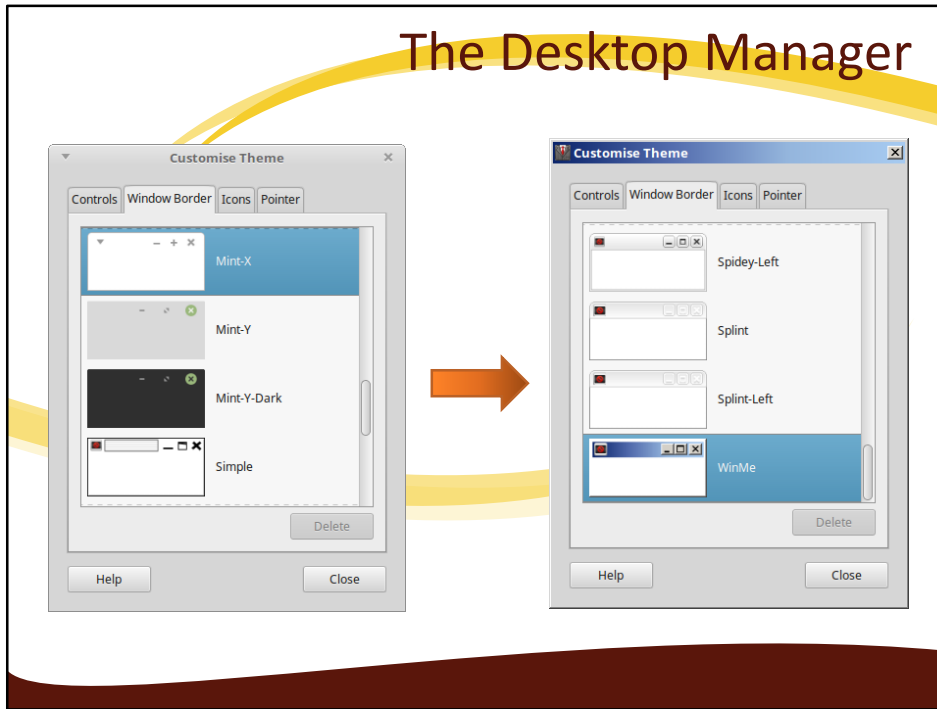 The Desktop Manager
Customise Theme
Controls Window Border Icons Pointer
Mint-X
Mint-Y
Mint-Y-Dark
Simple
Delete
Help Close
Customise Theme
Controls Window Border Icons Pointer
Spidey-Left
Splint
Splint-Left
WinMe
Delete
Help Close